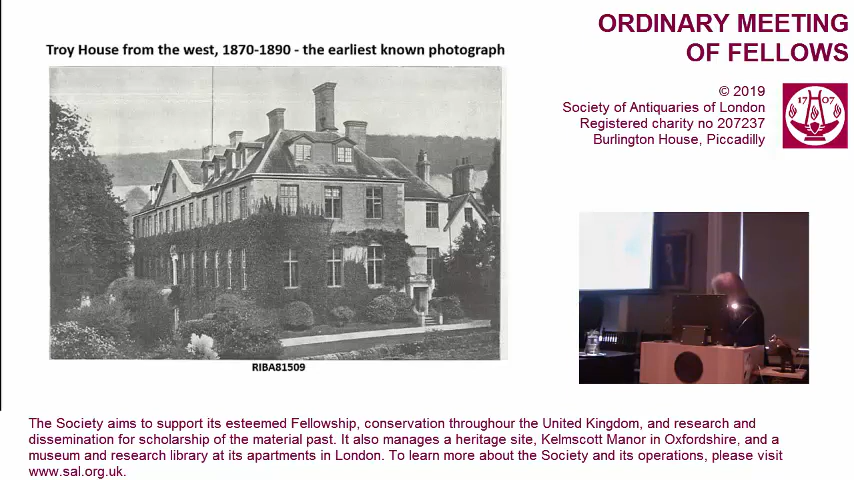 ORDINARY MEETING
OF FELLOWS
Troy House from the west, 1870-1890 - the earliest known photograph
© 2019
Society of Antiquaries of London
Registered charity no 207237
Burlington House, Piccadilly
17 07
RIBA81509
The Society aims to support its esteemed Fellowship, conservation throughour the United Kingdom, and research and
dissemination for scholarship of the material past. It also manages a heritage site, Kelmscott Manor in Oxfordshire, and a
museum and research library at its apartments in London. To learn more about the Society and its operations, please visit
www.sal.org.uk.